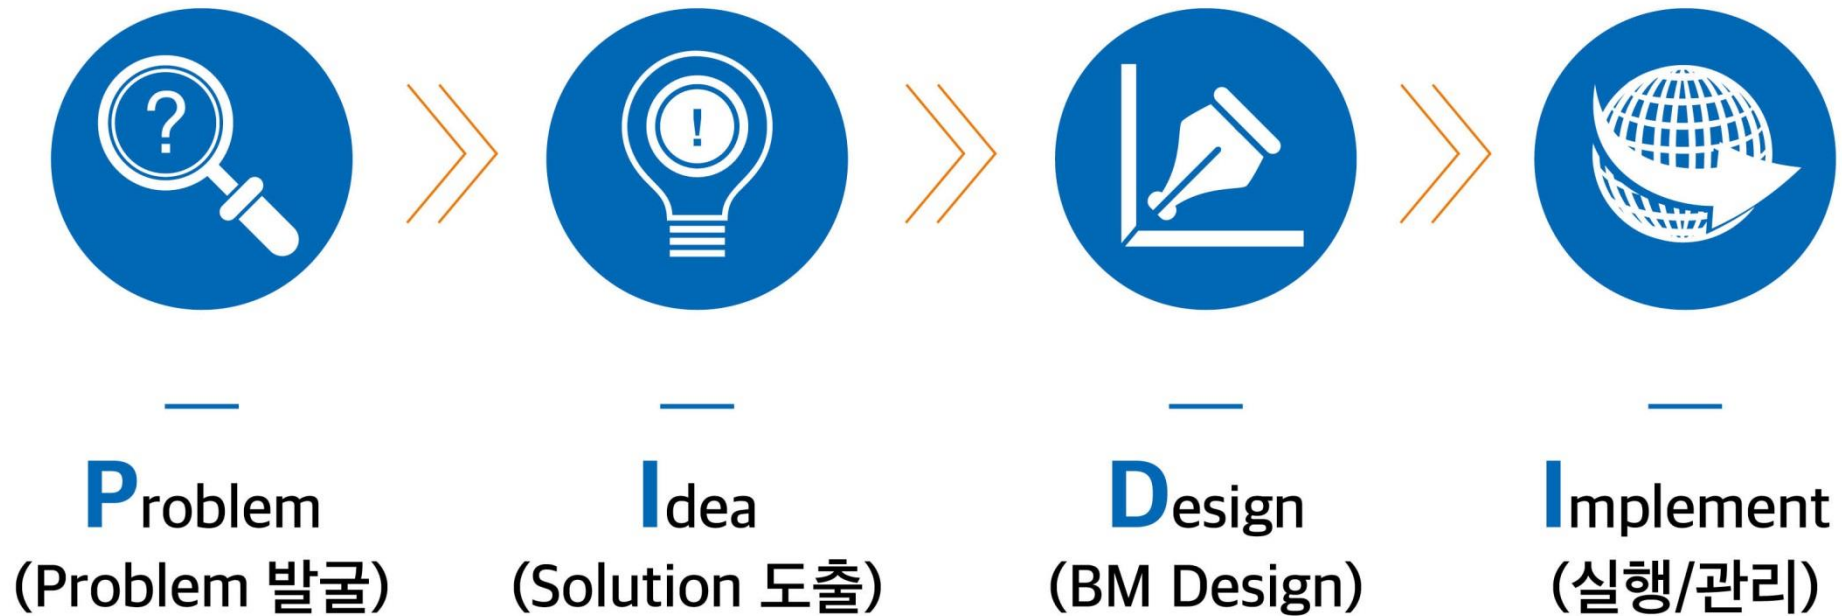 ?
!
Problem
(Problem 발굴)
Idea
(Solution 도출)
Design
(BM Design)
Implement
(실행/관리)